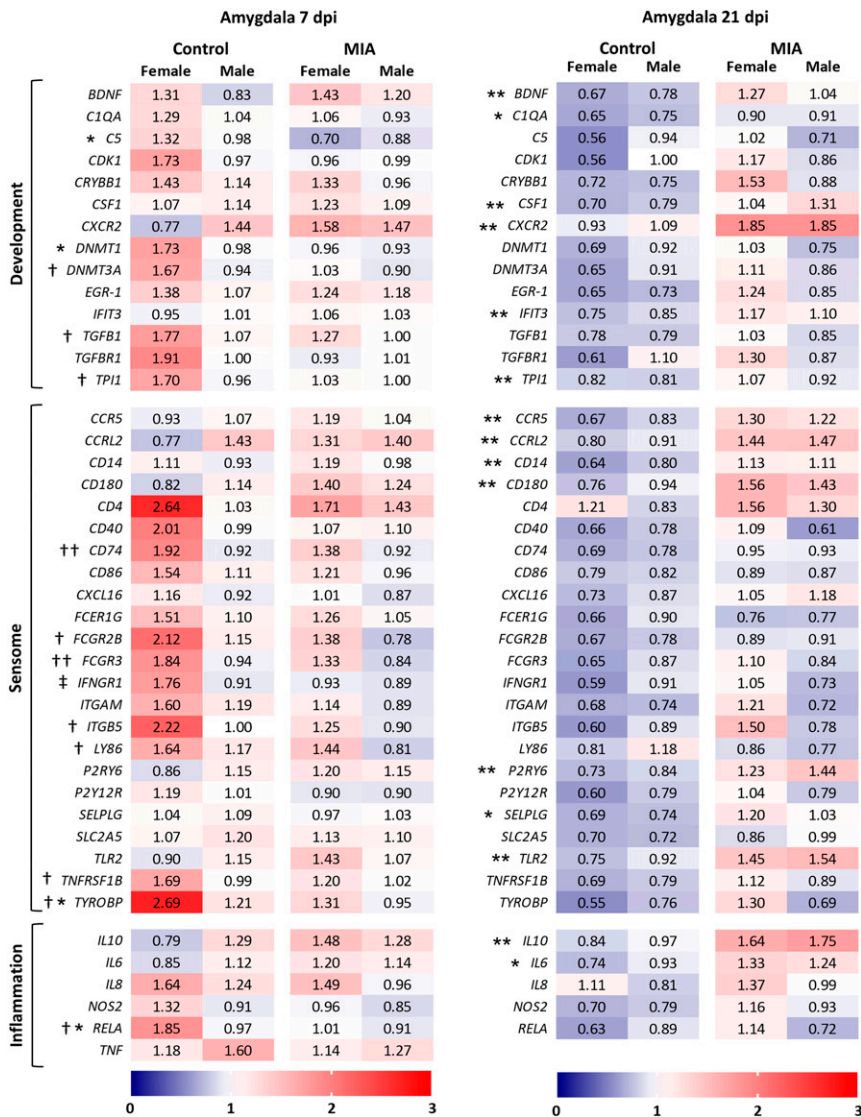 Amygdala 7 dpi Amygdala 21 dpi
Control MIA Control MIA
Female Male Female Male Female Male Female Male
Development
BDNF 1.31 0.83 1.43 1.20 ** BDNF 0.67 0.78 1.27 1.04
C1QA 1.29 1.04 1.06 0.93 * C1QA 0.65 0.75 0.90 0.91
* C5 1.32 0.98 0.70 0.88 C5 0.56 0.94 1.02 0.71
CDK1 1.73 0.97 0.96 0.99 CDK1 0.56 1.00 1.17 0.86
CRYBB1 1.43 1.14 1.33 0.96 CRYBB1 0.72 0.75 1.53 0.88
CSF1 1.07 1.14 1.23 1.09 ** CSF1 0.70 0.79 1.04 1.31
CXCR2 0.77 1.44 1.58 1.47 ** CXCR2 0.93 1.09 1.85 1.85
* DNMT1 1.73 0.98 0.96 0.93 DNMT1 0.69 0.92 1.03 0.75
† DNMT3A 1.67 0.94 1.03 0.90 DNMT3A 0.65 0.91 1.11 0.86
EGR-1 1.38 1.07 1.24 1.18 EGR-1 0.65 0.73 1.24 0.85
IFIT3 0.95 1.01 1.06 1.03 ** IFIT3 0.75 0.85 1.17 1.10
† TGFB1 1.77 1.07 1.27 1.00 TGFB1 0.78 0.79 1.03 0.85
TGFBR1 1.91 1.00 0.93 1.01 TGFBR1 0.61 1.10 1.30 0.87
† TPI1 1.70 0.96 1.03 1.00 ** TPI1 0.82 0.81 1.07 0.92
Sensome
CCR5 0.93 1.07 1.19 1.04 ** CCR5 0.67 0.83 1.30 1.22
CCRL2 0.77 1.43 1.31 1.40 ** CCRL2 0.80 0.91 1.44 1.47
CD14 1.11 0.93 1.19 0.98 ** CD14 0.64 0.80 1.13 1.11
CD180 0.82 1.14 1.40 1.24 ** CD180 0.76 0.94 1.56 1.43
CD4 2.64 1.03 1.71 1.43 CD4 1.21 0.83 1.56 1.30
CD40 2.01 0.99 1.07 1.10 CD40 0.66 0.78 1.09 0.61
†† CD74 1.92 0.92 1.38 0.92 CD74 0.69 0.78 0.95 0.93
CD86 1.54 1.11 1.21 0.96 CD86 0.79 0.82 0.89 0.87
CXCL16 1.16 0.92 1.01 0.87 CXCL16 0.73 0.87 1.05 1.18
FCER1G 1.51 1.10 1.26 1.05 FCER1G 0.66 0.90 0.76 0.77
† FCGR2B 2.12 1.15 1.38 0.78 FCGR2B 0.67 0.78 0.89 0.91
†† FCGR3 1.84 0.94 1.33 0.84 FCGR3 0.65 0.87 1.10 0.84
‡ IFNGR1 1.76 0.91 0.93 0.89 IFNGR1 0.59 0.91 1.05 0.73
ITGAM 1.60 1.19 1.14 0.89 ITGAM 0.68 0.74 1.21 0.72
† ITGB5 2.22 1.00 1.25 0.90 ITGB5 0.60 0.89 1.50 0.78
† LY86 1.64 1.17 1.44 0.81 LY86 0.81 1.18 0.86 0.77
P2RY6 0.86 1.15 1.20 1.15 ** P2RY6 0.73 0.84 1.23 1.44
P2Y12R 1.19 1.01 0.90 0.90 P2Y12R 0.60 0.79 1.04 0.79
SELPLG 1.04 1.09 0.97 1.03 * SELPLG 0.69 0.74 1.20 1.03
SLC2A5 1.07 1.20 1.13 1.10 SLC2A5 0.70 0.72 0.86 0.99
TLR2 0.90 1.15 1.43 1.07 ** TLR2 0.75 0.92 1.45 1.54
† TNFRSF1B 1.69 0.99 1.20 1.02 TNFRSF1B 0.69 0.79 1.12 0.89
† * TYROBP 2.69 1.21 1.31 0.95 TYROBP 0.55 0.76 1.30 0.69
Inflammation
IL10 0.79 1.29 1.48 1.28 ** IL10 0.84 0.97 1.64 1.75
IL6 0.85 1.12 1.20 1.14 * IL6 0.74 0.93 1.33 1.24
IL8 1.64 1.24 1.49 0.96 IL8 1.11 0.81 1.37 0.99
NOS2 1.32 0.91 0.96 0.85 NOS2 0.70 0.79 1.16 0.93
† * RELA 1.85 0.97 1.01 0.91 RELA 0.63 0.89 1.14 0.72
TNF 1.18 1.60 1.14 1.27
0 1 2 3 0 1 2 3